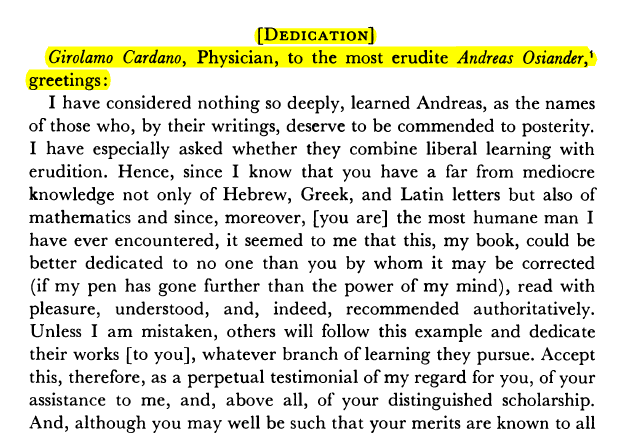 [DEDICATION]
Girolamo Cardano, Physician, to the most erudite Andreas Osiander,¹
greetings:
I have considered nothing so deeply, learned Andreas, as the names
of those who, by their writings, deserve to be commended to posterity.
I have especially asked whether they combine liberal learning with
erudition. Hence, since I know that you have a far from mediocre
knowledge not only of Hebrew, Greek, and Latin letters but also of
mathematics and since, moreover, [you are] the most humane man I
have ever encountered, it seemed to me that this, my book, could be
better dedicated to no one than you by whom it may be corrected
(if my pen has gone further than the power of my mind), read with
pleasure, understood, and, indeed, recommended authoritatively.
Unless I am mistaken, others will follow this example and dedicate
their works [to you], whatever branch of learning they pursue. Accept
this, therefore, as a perpetual testimonial of my regard for you, of your
assistance to me, and, above all, of your distinguished scholarship.
And, although you may well be such that your merits are known to all